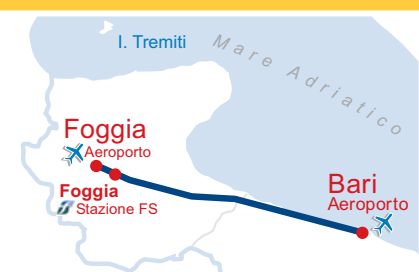 I. Tremiti
Mare Adriatico
Foggia
Aeroporto
Foggia
Stazione FS
Bari
Aeroporto